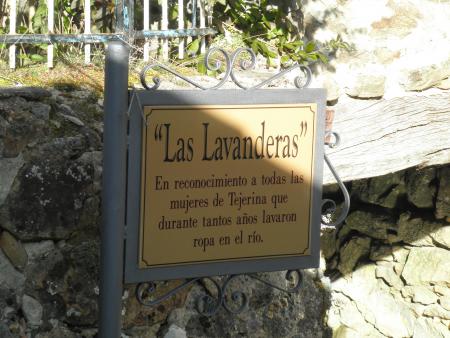 "Las Lavanderas"
En reconocimiento a todas las
mujeres de Tejerina que
durante tantos años lavaron
ropa en el río.